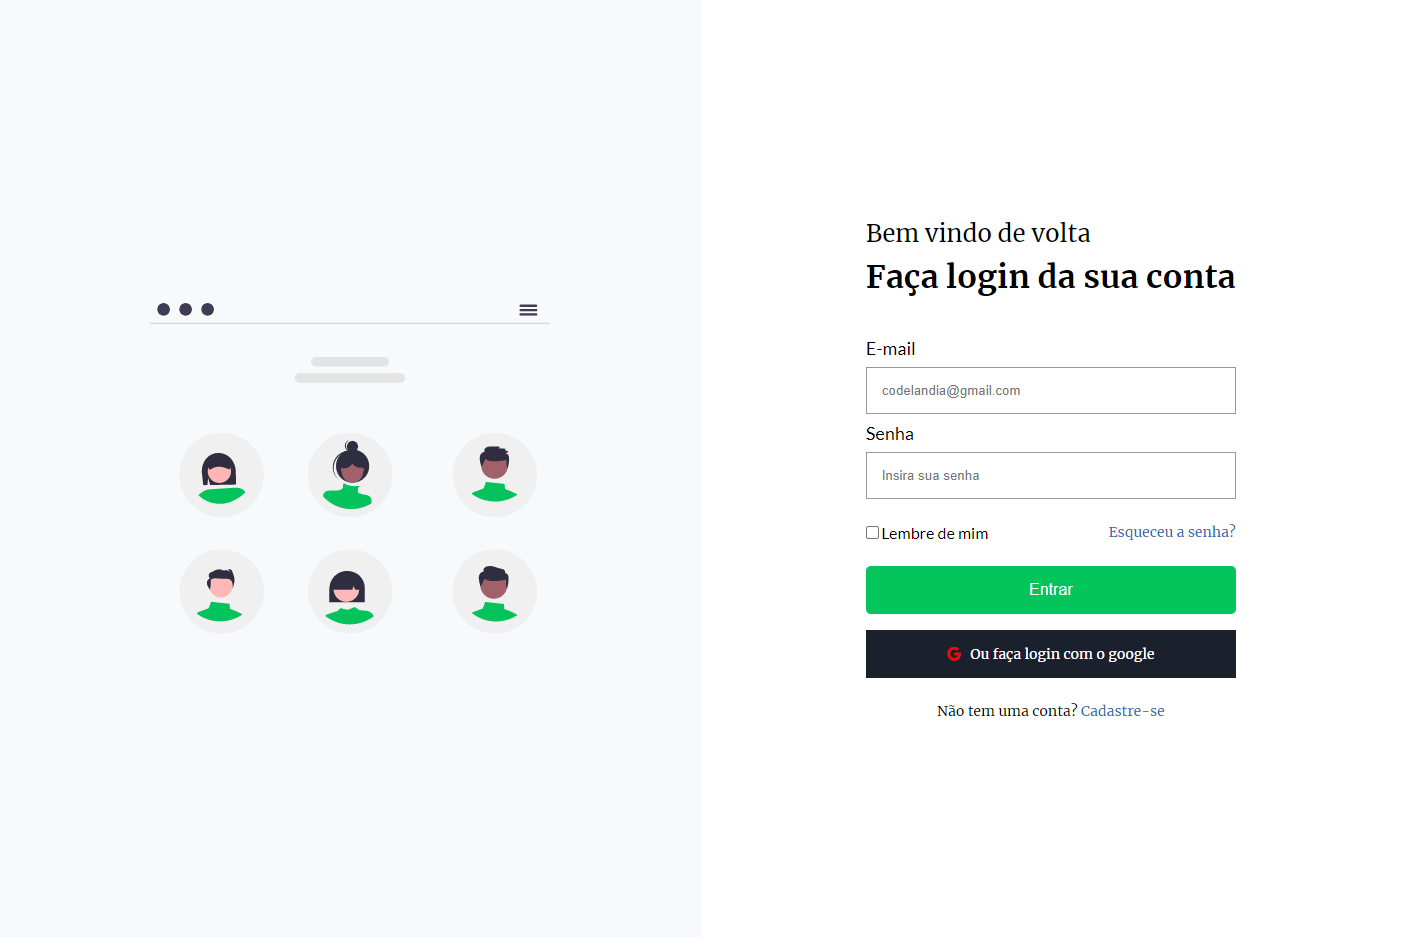 Bem vindo de volta
Faça login da sua conta
E-mail
codelandia@gmail.com
Senha
Insira sua senha
Lembre de mim
Esqueceu a senha?
Entrar
Ou faça login com o google
Não tem uma conta? Cadastre-se